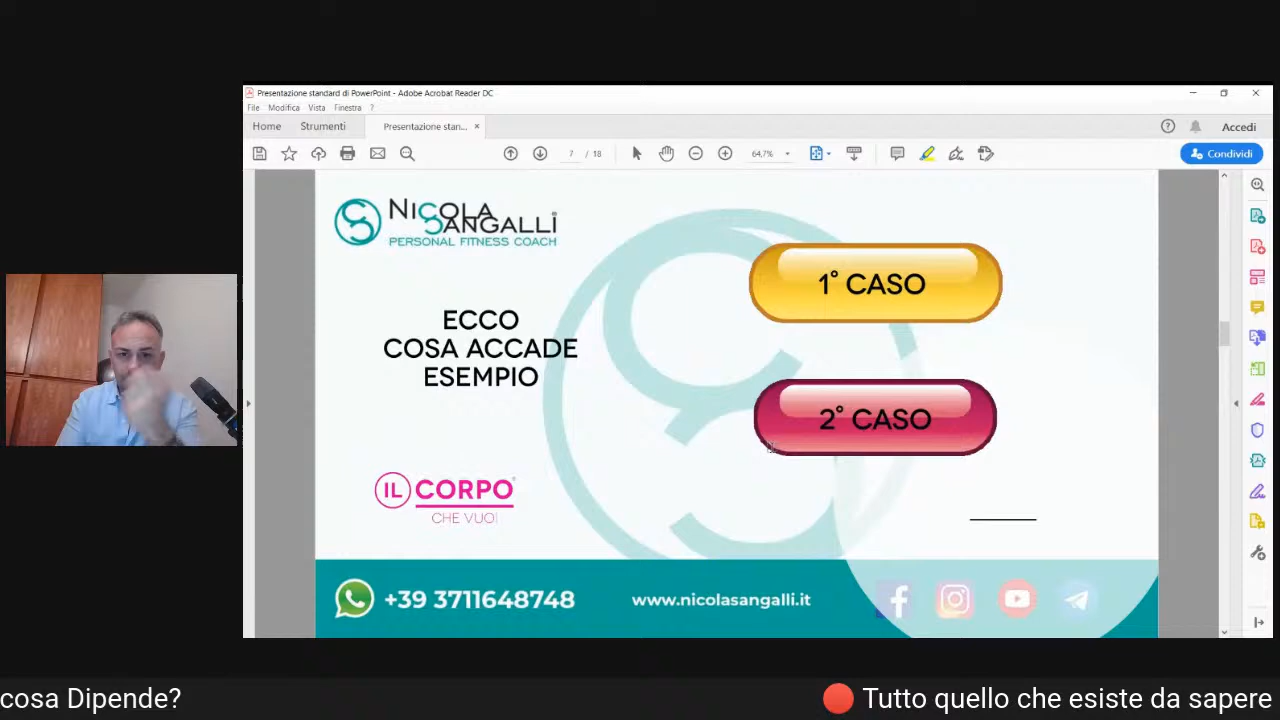 Presentazione standard di PowerPoint - Adobe Acrobat Reader DC
File Modifica Vista Finestra ?
Home Strumenti Presentazione stan... × ? Accedi
7 / 18 64,7% Condividi
NICOLA
SANGALLI®
PERSONAL FITNESS COACH
1° CASO
ECCO
COSA ACCADE
ESEMPIO
2° CASO
IL CORPO
CHE VUOI
+39 3711648748 www.nicolasangalli.it
cosa Dipende? Tutto quello che esiste da sapere